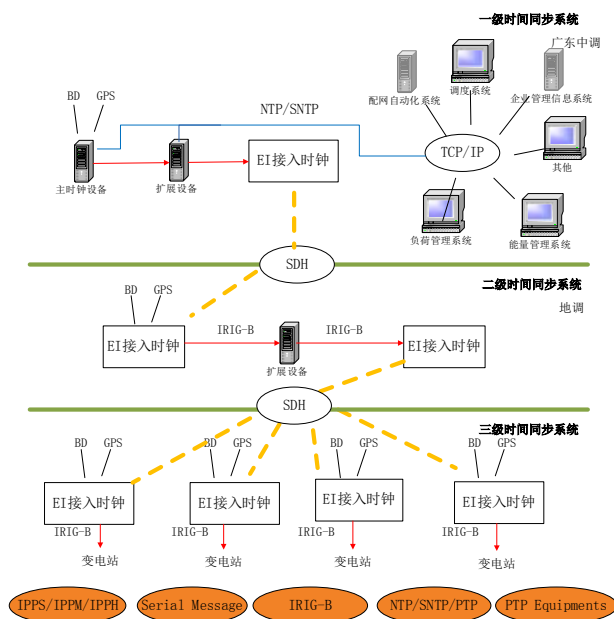 一级时间同步系统
广东中调
BD GPS
配网自动化系统
调度系统
企业管理信息系统
NTP/SNTP
主时钟设备
扩展设备
EI接入时钟
TCP/IP
其他
负荷管理系统
能量管理系统
SDH
二级时间同步系统
地调
BD GPS
EI接入时钟
IRIG-B
扩展设备
IRIG-B
EI接入时钟
SDH
三级时间同步系统
BD GPS
BD GPS
BD GPS
BD GPS
EI接入时钟
EI接入时钟
EI接入时钟
EI接入时钟
IRIG-B
IRIG-B
IRIG-B
IRIG-B
变电站
变电站
变电站
变电站
IPPS/IPPM/IPPH
Serial Message
IRIG-B
NTP/SNTP/PTP
PTP Equipments